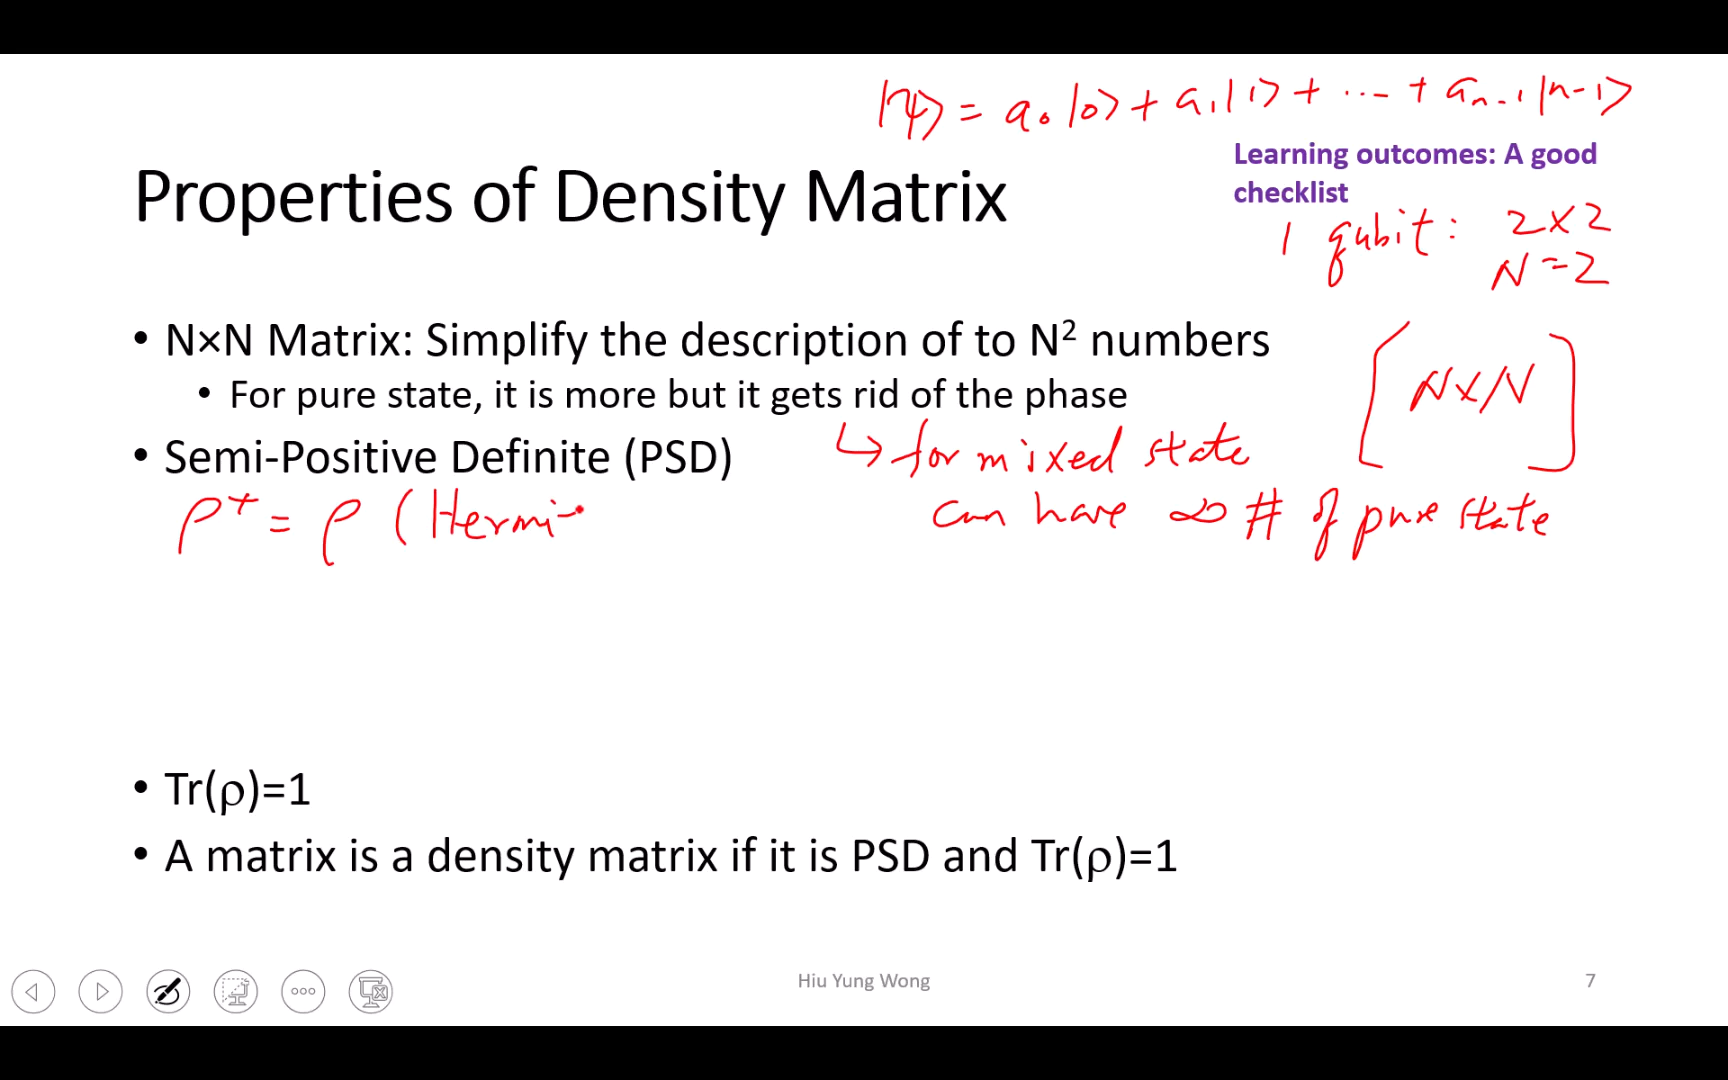 |ψ⟩ = a₀|0⟩ + a₁|1⟩ + ... + aₙ₋₁|n-1⟩
Learning outcomes: A good
checklist
Properties of Density Matrix
1 qubit: 2×2
N=2
• N×N Matrix: Simplify the description of to N² numbers
[N×N]
• For pure state, it is more but it gets rid of the phase
• Semi-Positive Definite (PSD)
↳ for mixed state
can have ∞ # of pure state
ρ⁺ = ρ (Hermi-
• Tr(ρ)=1
• A matrix is a density matrix if it is PSD and Tr(ρ)=1
Hiu Yung Wong
7